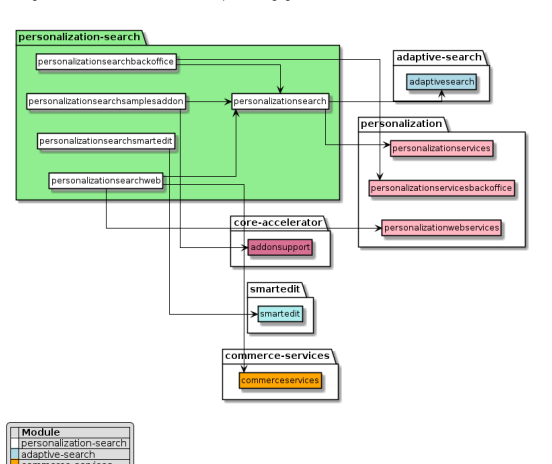 personalization-search
personalizationsearchbackoffice
adaptive-search
adaptivesearch
personalizationsearchsamplesaddon
personalizationsearch
personalization
personalizationsearchsmartedit
personalizationservices
personalizationsearchweb
personalizationservicesbackoffice
core-accelerator
personalizationwebservices
addonsupport
smartedit
smartedit
commerce-services
commerceservices
Module
personalization-search
adaptive-search
commerce-services